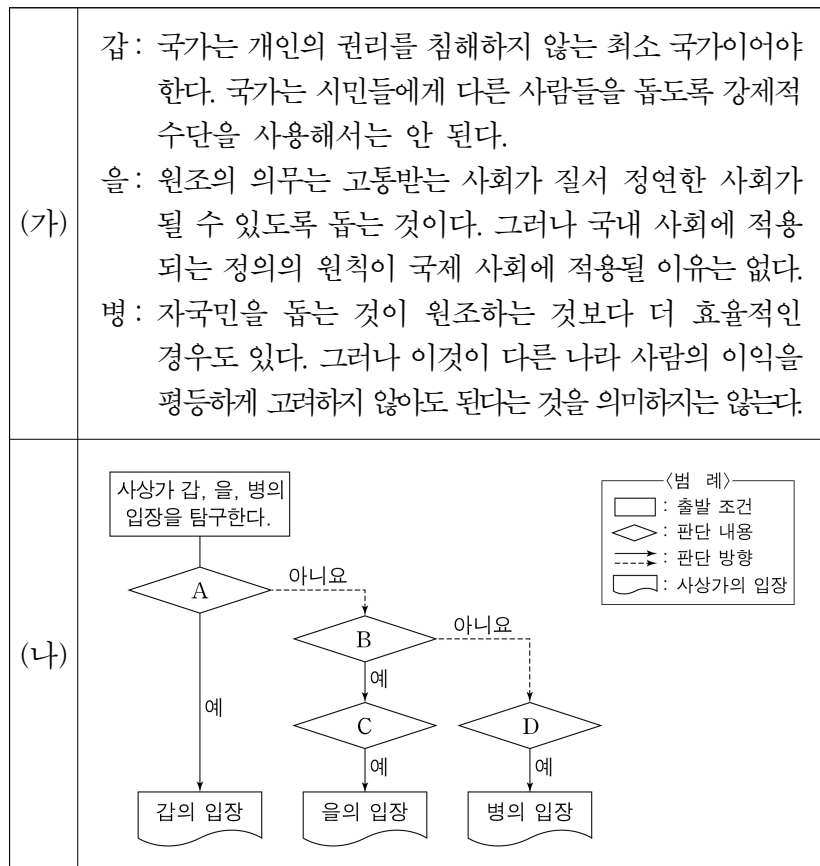 (가)
갑: 국가는 개인의 권리를 침해하지 않는 최소 국가이어야
한다. 국가는 시민들에게 다른 사람들을 돕도록 강제적
수단을 사용해서는 안 된다.
을: 원조의 의무는 고통받는 사회가 질서 정연한 사회가
될 수 있도록 돕는 것이다. 그러나 국내 사회에 적용
되는 정의의 원칙이 국제 사회에 적용될 이유는 없다.
병: 자국민을 돕는 것이 원조하는 것보다 더 효율적인
경우도 있다. 그러나 이것이 다른 나라 사람의 이익을
평등하게 고려하지 않아도 된다는 것을 의미하지는 않는다.
(나)
사상가 갑, 을, 병의
입장을 탐구한다.
<범 례>
: 출발 조건
: 판단 내용
: 판단 방향
: 사상가의 입장
A
아니요
B
아니요
예
예
C
D
예
예
갑의 입장
을의 입장
병의 입장